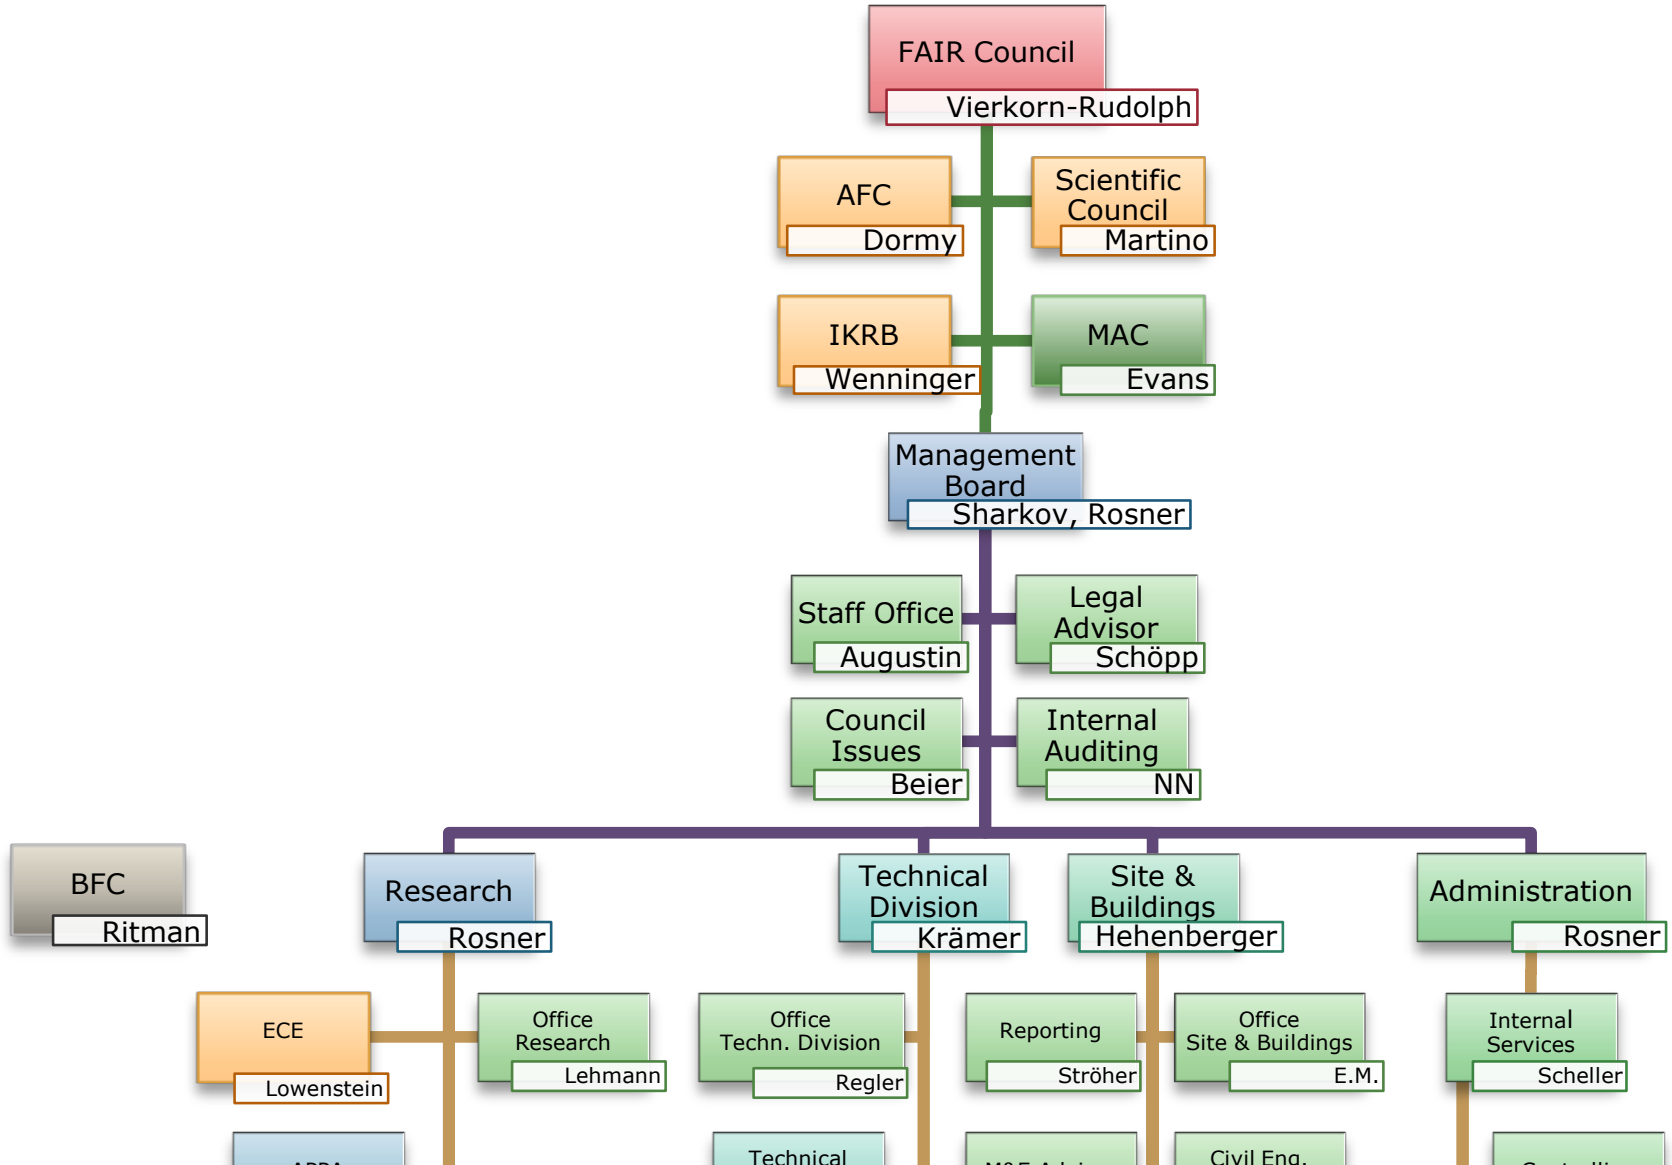 FAIR Council
Vierkorn-Rudolph
AFC
Dormy
Scientific
Council
Martino
IKRB
Wenninger
MAC
Evans
Management
Board
Sharkov, Rosner
Staff Office
Augustin
Legal
Advisor
Schöpp
Council
Issues
Beier
Internal
Auditing
NN
BFC
Ritman
Research
Rosner
Technical
Division
Krämer
Site &
Buildings
Hehenberger
Administration
Rosner
ECE
Lowenstein
Office
Research
Lehmann
Office
Techn. Division
Regler
Reporting
Ströher
Office
Site & Buildings
E.M.
Internal
Services
Scheller
Technical
Civil Eng.